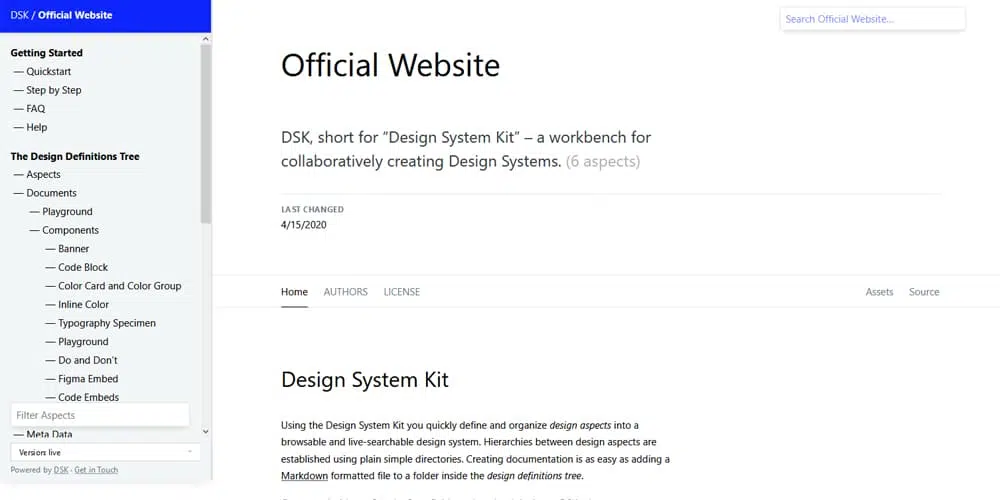 DSK / Official Website
Search Official Website...
Getting Started
— Quickstart
— Step by Step
— FAQ
— Help
The Design Definitions Tree
— Aspects
— Documents
— Playground
— Components
— Banner
— Code Block
— Color Card and Color Group
— Inline Color
— Typography Specimen
— Playground
— Do and Don't
— Figma Embed
— Code Embeds
Filter Aspects
— Meta Data
Version: live
Powered by DSK · Get in Touch
Official Website
DSK, short for “Design System Kit” – a workbench for
collaboratively creating Design Systems. (6 aspects)
LAST CHANGED
4/15/2020
Home AUTHORS LICENSE Assets Source
Design System Kit
Using the Design System Kit you quickly define and organize design aspects into a
browsable and live-searchable design system. Hierarchies between design aspects are
established using plain simple directories. Creating documentation is as easy as adding a
Markdown formatted file to a folder inside the design definitions tree.